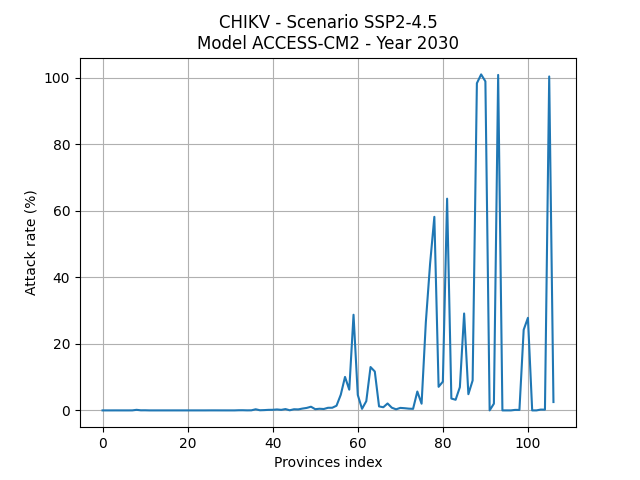 CHIKV - Scenario SSP2-4.5
Model ACCESS-CM2 - Year 2030
Attack rate (%)
100
80
60
40
20
0
0 20 40 60 80 100
Provinces index